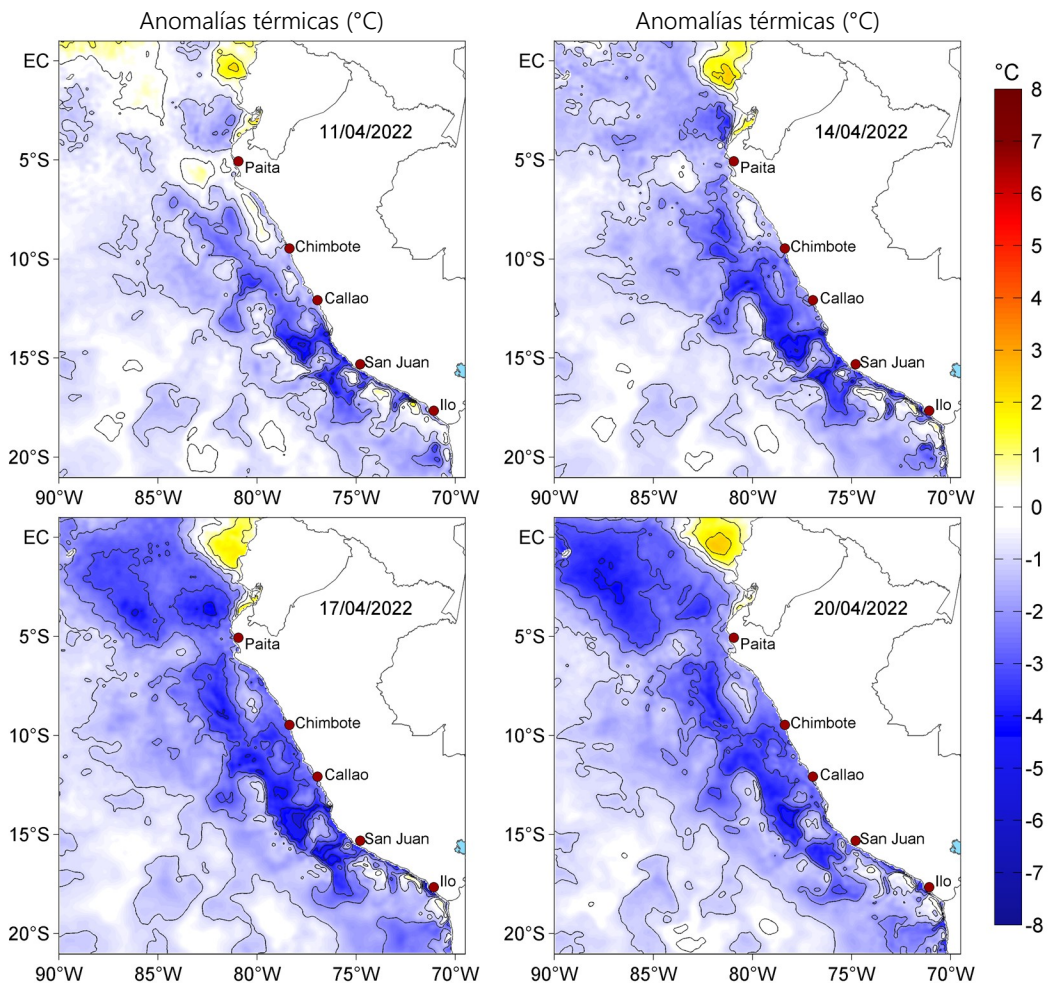 Anomalías térmicas (°C)
Anomalías térmicas (°C)
EC
5°S
10°S
15°S
20°S
90°W
85°W
80°W
75°W
70°W
11/04/2022
Paita
Chimbote
Callao
San Juan
Ilo
EC
5°S
10°S
15°S
20°S
90°W
85°W
80°W
75°W
70°W
14/04/2022
Paita
Chimbote
Callao
San Juan
Ilo
°C
8
7
6
5
4
3
2
1
0
-1
-2
-3
-4
-5
-6
-7
-8
EC
5°S
10°S
15°S
20°S
90°W
85°W
80°W
75°W
70°W
17/04/2022
Paita
Chimbote
Callao
San Juan
Ilo
EC
5°S
10°S
15°S
20°S
90°W
85°W
80°W
75°W
70°W
20/04/2022
Paita
Chimbote
Callao
San Juan
Ilo